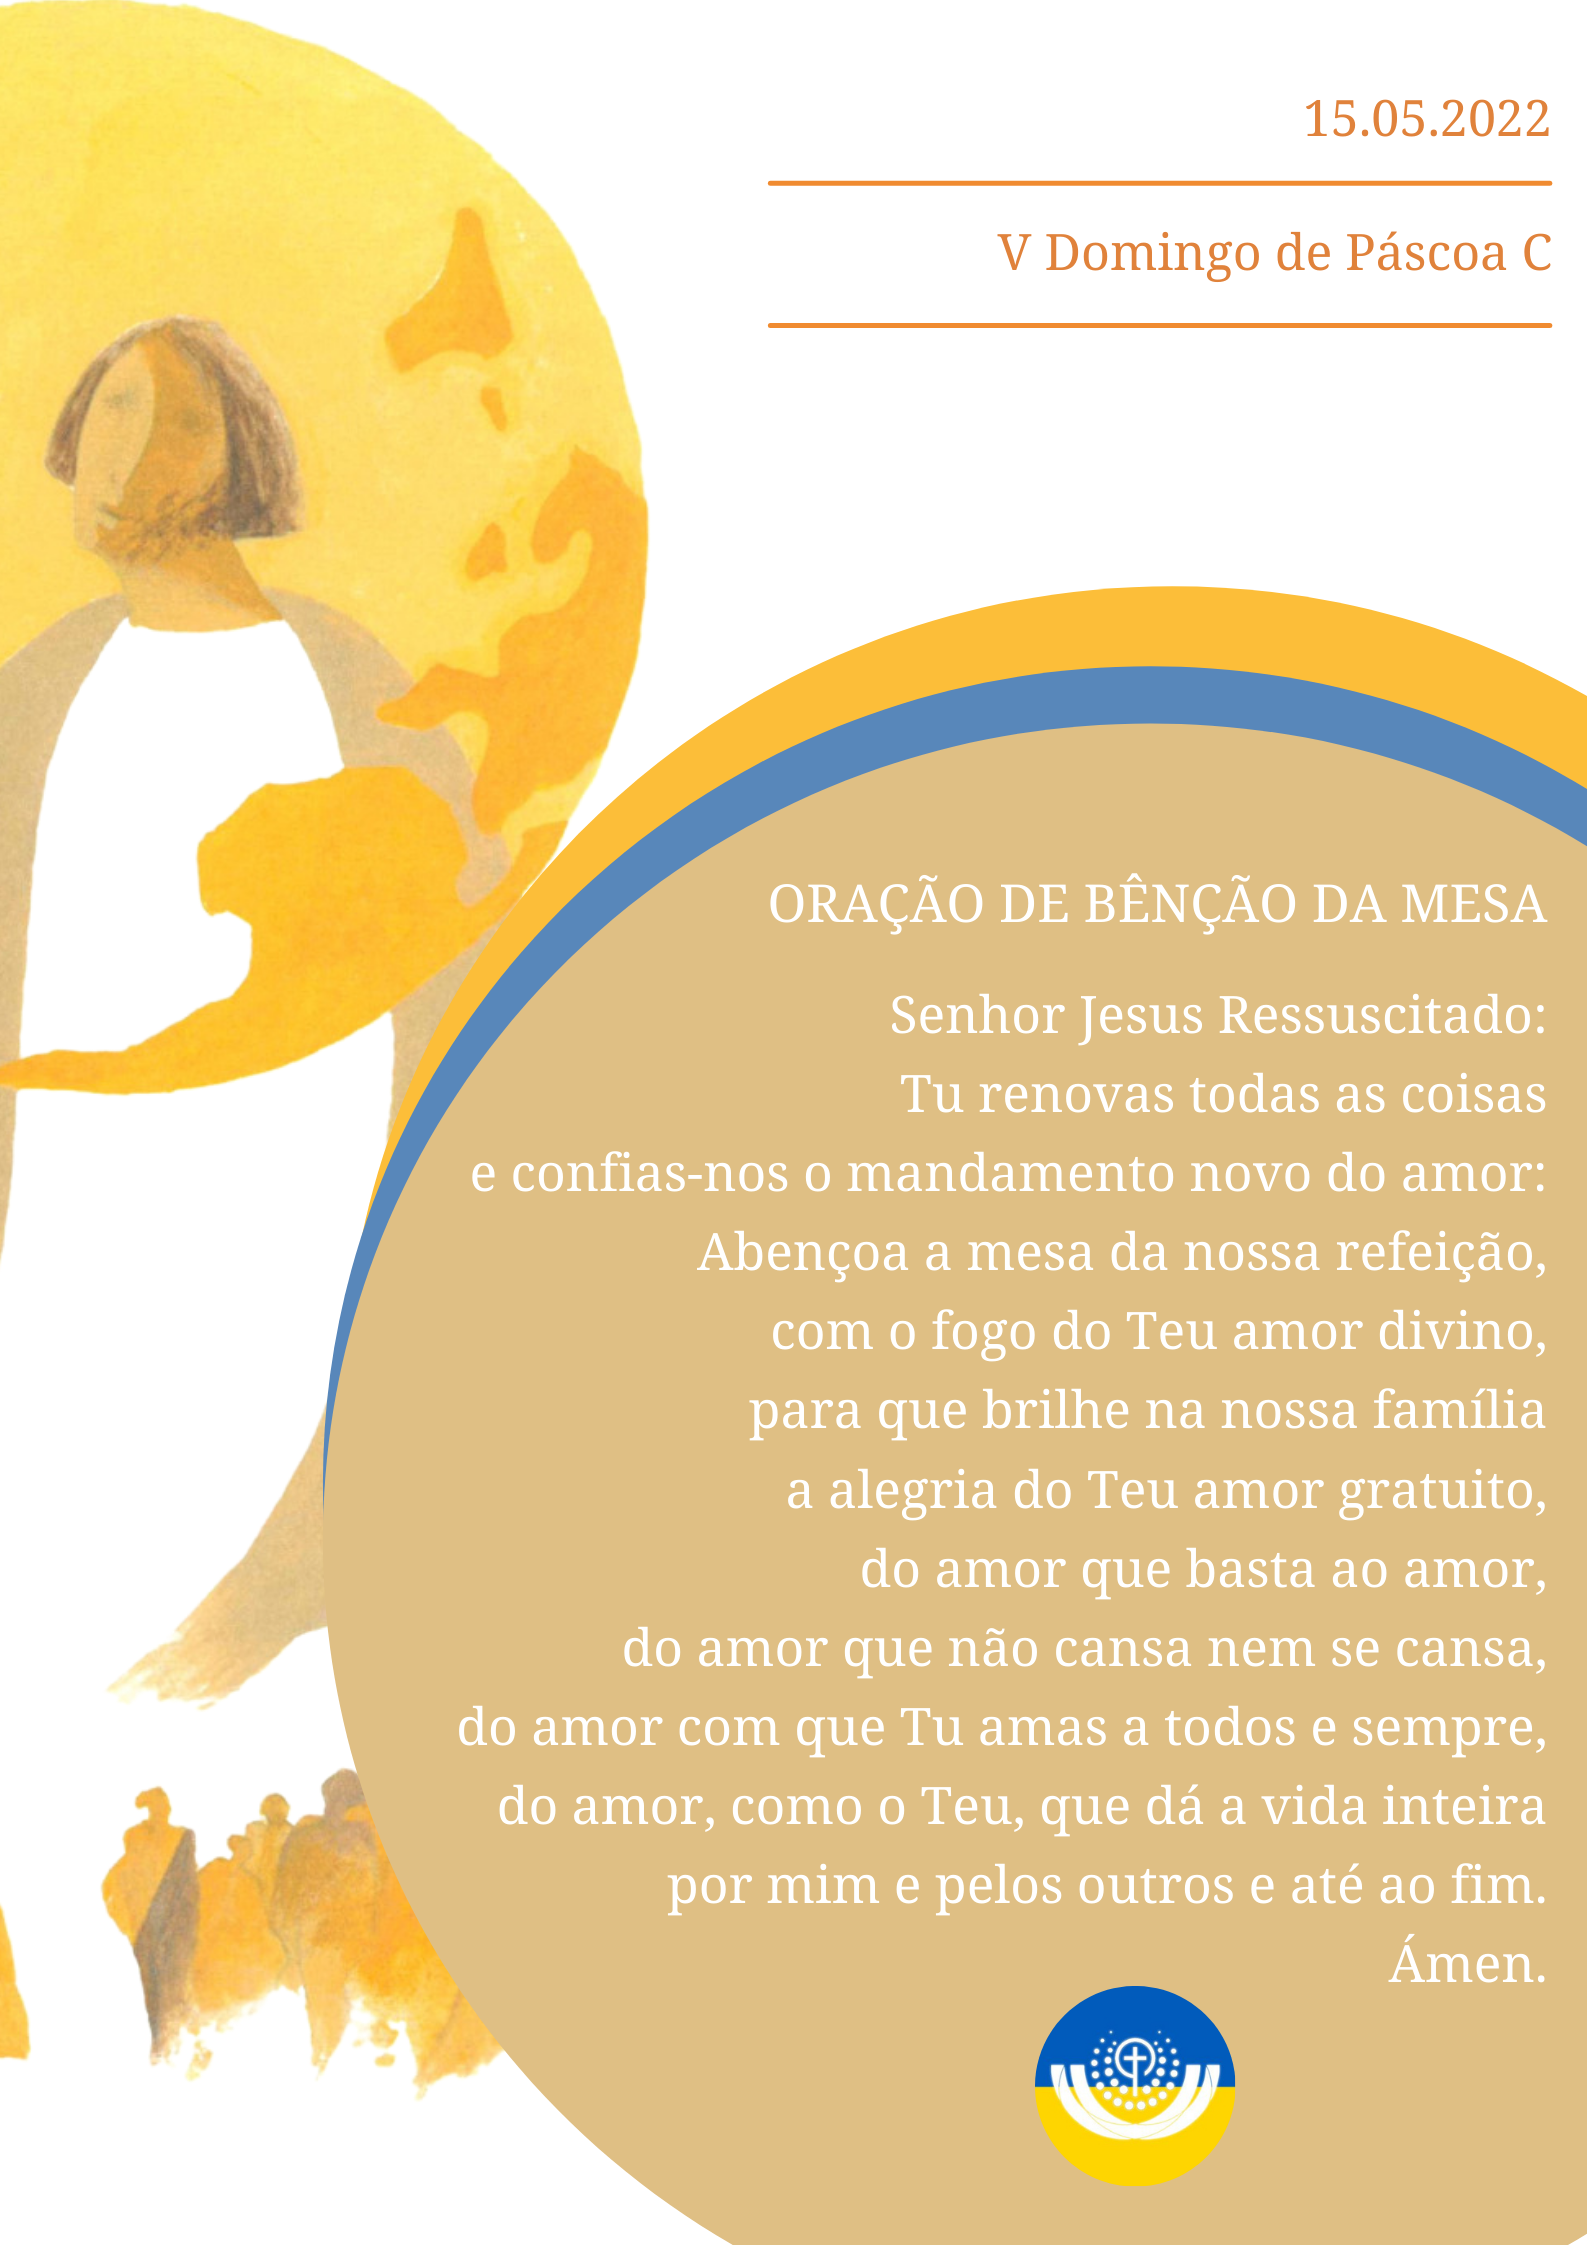 15.05.2022
V Domingo de Páscoa C
ORAÇÃO DE BÊNÇÃO DA MESA
Senhor Jesus Ressuscitado:
Tu renovas todas as coisas
e confias-nos o mandamento novo do amor:
Abençoa a mesa da nossa refeição,
com o fogo do Teu amor divino,
para que brilhe na nossa família
a alegria do Teu amor gratuito,
do amor que basta ao amor,
do amor que não cansa nem se cansa,
do amor com que Tu amas a todos e sempre,
do amor, como o Teu, que dá a vida inteira
por mim e pelos outros e até ao fim.
Ámen.